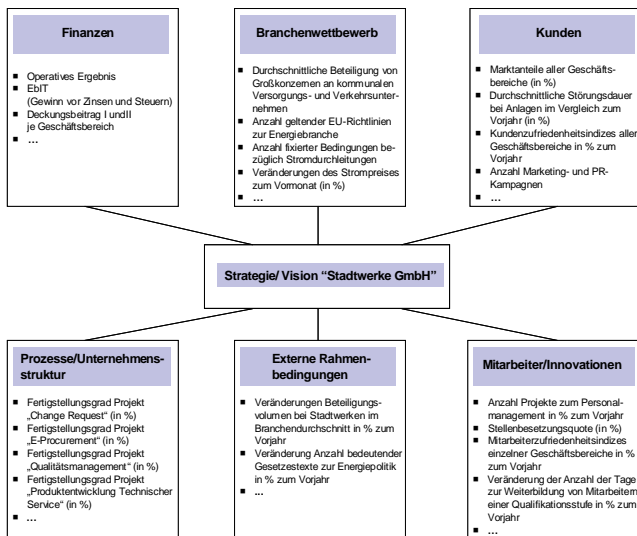 Finanzen
■ Operatives Ergebnis
■ EbIT
(Gewinn vor Zinsen und Steuern)
■ Deckungsbeitrag I undII
je Geschäftsbereich
■ …
Branchenwettbewerb
■ Durchschnittliche Beteiligung von
Großkonzernen an kommunalen
Versorgungs- und Verkehrsunter-
nehmen
■ Anzahl geltender EU-Richtlinien
zur Energiebranche
■ Anzahl fixierter Bedingungen be-
züglich Stromdurchleitungen
■ Veränderungen des Strompreises
zum Vormonat (in %)
■ …
Kunden
■ Marktanteile aller Geschäfts-
bereiche (in %)
■ Durchschnittliche Störungsdauer
bei Anlagen im Vergleich zum
Vorjahr (in %)
■ Kundenzufriedenheitsindizes aller
Geschäftsbereiche in % zum
Vorjahr
■ Anzahl Marketing- und PR-
Kampagnen
■ …
Strategie/ Vision “Stadtwerke GmbH”
Prozesse/Unternehmens-
struktur
■ Fertigstellungsgrad Projekt
„Change Request“ (in %)
■ Fertigstellungsgrad Projekt
„E-Procurement“ (in %)
■ Fertigstellungsgrad Projekt
„Qualitätsmanagement“ (in %)
■ Fertigstellungsgrad Projekt
„Produktentwicklung Technischer
Service“ (in %)
■ …
Externe Rahmen-
bedingungen
■ Veränderungen Beteiligungs-
volumen bei Stadtwerken im
Branchendurchschnitt in % zum
Vorjahr
■ Veränderung Anzahl bedeutender
Gesetzestexte zur Energiepolitik
in % zum Vorjahr
■ …
Mitarbeiter/Innovationen
■ Anzahl Projekte zum Personal-
management in % zum Vorjahr
■ Stellenbesetzungsquote (in %)
■ Mitarbeiterzufriedenheitsindizes
einzelner Geschäftsbereiche in %
zum Vorjahr
■ Veränderung der Anzahl der Tage
zur Weiterbildung von Mitarbeitern
einer Qualifikationsstufe in % zum
Vorjahr
■ …